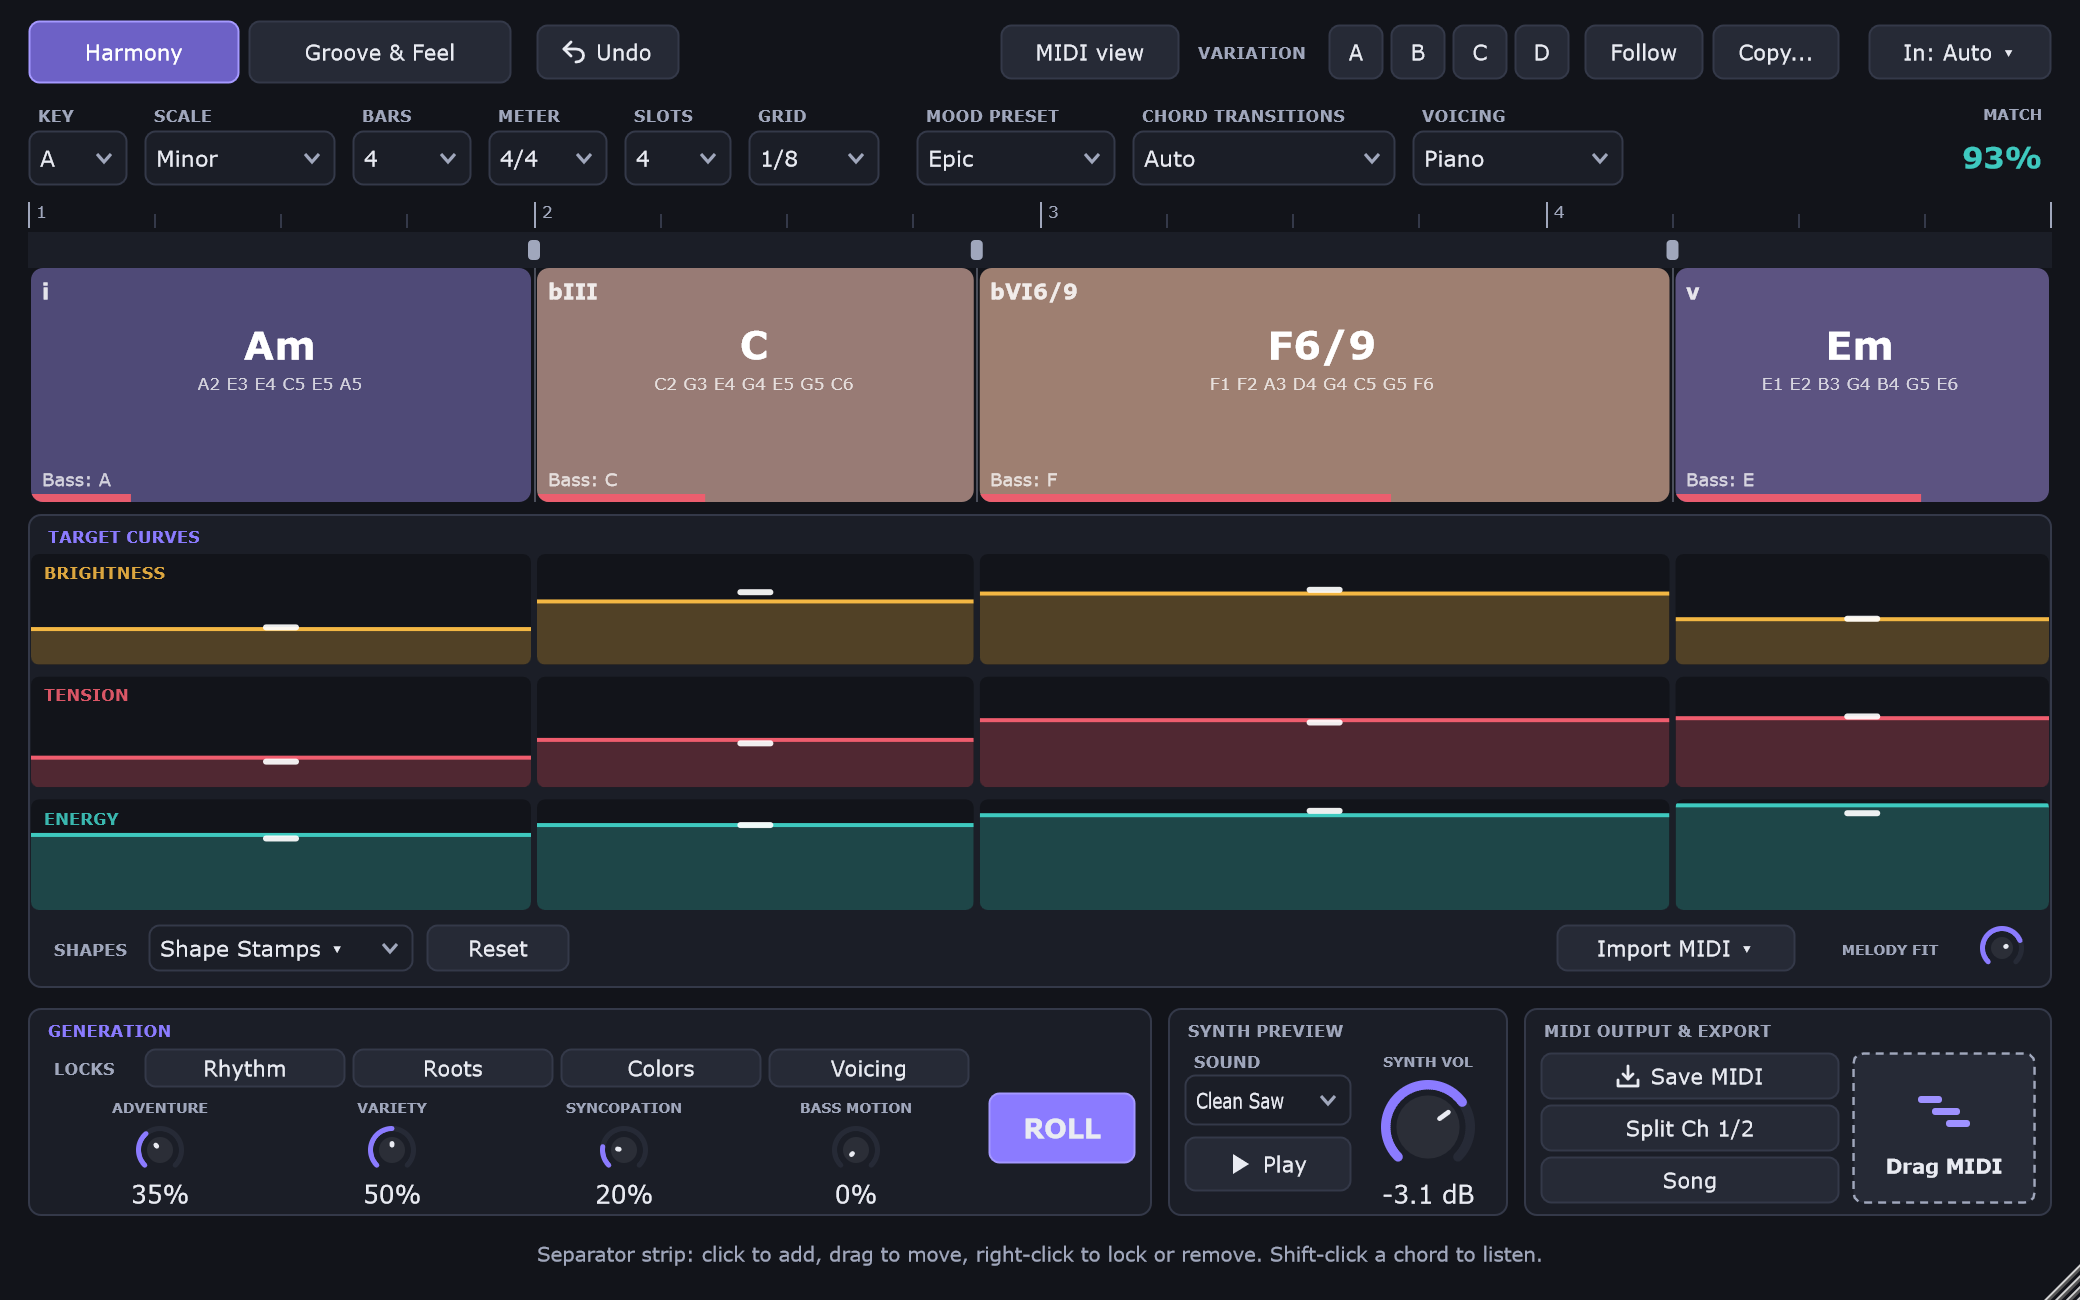 Harmony
Groove & Feel
Undo
MIDI view
VARIATION
A
B
C
D
Follow
Copy...
In: Auto ▾
KEY
SCALE
BARS
METER
SLOTS
GRID
MOOD PRESET
CHORD TRANSITIONS
VOICING
MATCH
A
Minor
4
4/4
4
1/8
Epic
Auto
Piano
93%
1
2
3
4
i
Am
A2 E3 E4 C5 E5 A5
Bass: A
bIII
C
C2 G3 E4 G4 E5 G5 C6
Bass: C
bVI6/9
F6/9
F1 F2 A3 D4 G4 C5 G5 F6
Bass: F
v
Em
E1 E2 B3 G4 B4 G5 E6
Bass: E
TARGET CURVES
BRIGHTNESS
TENSION
ENERGY
SHAPES
Shape Stamps ▾
Reset
Import MIDI ▾
MELODY FIT
GENERATION
LOCKS
Rhythm
Roots
Colors
Voicing
ADVENTURE
VARIETY
SYNCOPATION
BASS MOTION
35%
50%
20%
0%
ROLL
SYNTH PREVIEW
SOUND
Clean Saw
Play
SYNTH VOL
-3.1 dB
MIDI OUTPUT & EXPORT
Save MIDI
Split Ch 1/2
Song
Drag MIDI
Separator strip: click to add, drag to move, right-click to lock or remove. Shift-click a chord to listen.